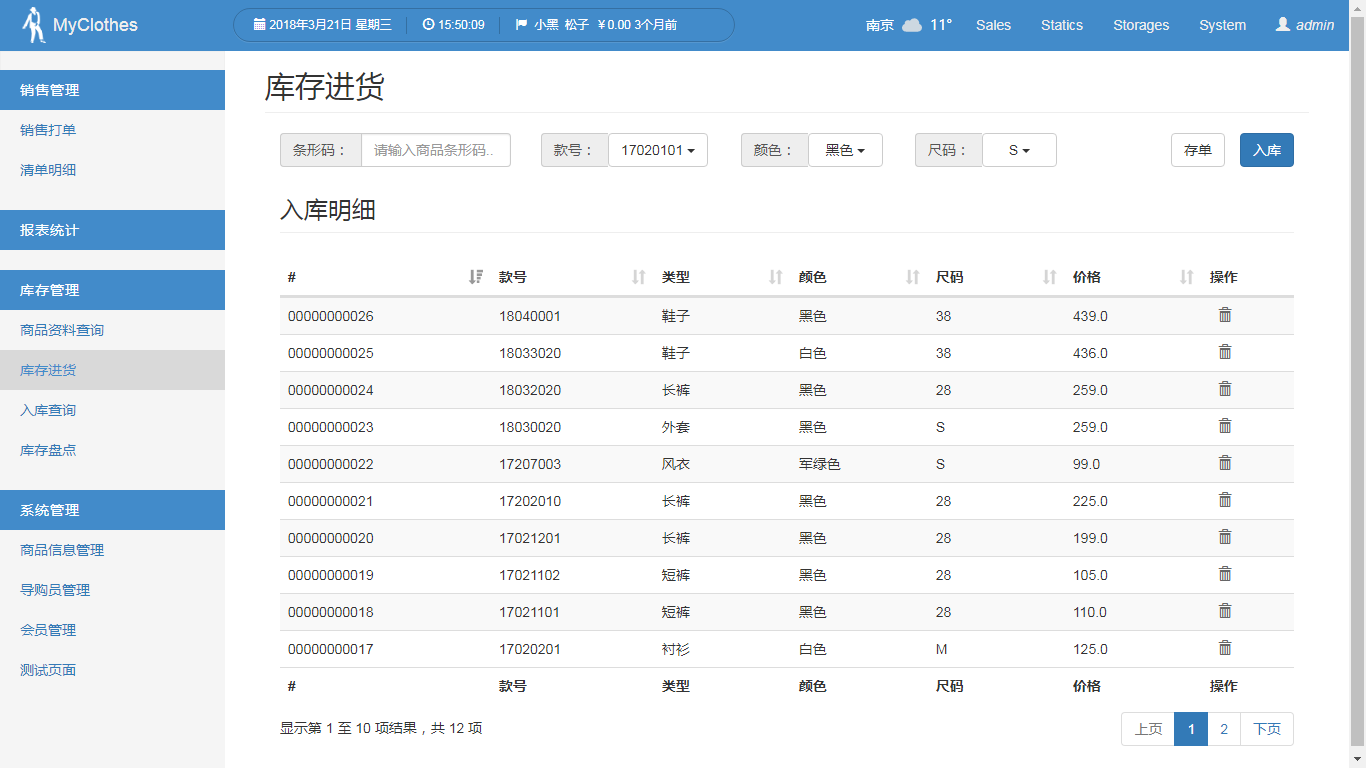 MyClothes 2018年3月21日 星期三 15:50:09 小黑 松子 ￥0.00 3个月前 南京 11° Sales Statics Storages System admin
销售管理
销售打单
清单明细
报表统计
库存管理
商品资料查询
库存进货
入库查询
库存盘点
系统管理
商品信息管理
导购员管理
会员管理
测试页面
库存进货
条形码： 请输入商品条形码.. 款号： 17020101 颜色： 黑色 尺码： S 存单 入库
入库明细
# 款号 类型 颜色 尺码 价格 操作
00000000026 18040001 鞋子 黑色 38 439.0
00000000025 18033020 鞋子 白色 38 436.0
00000000024 18032020 长裤 黑色 28 259.0
00000000023 18030020 外套 黑色 S 259.0
00000000022 17207003 风衣 军绿色 S 99.0
00000000021 17202010 长裤 黑色 28 225.0
00000000020 17021201 长裤 黑色 28 199.0
00000000019 17021102 短裤 黑色 28 105.0
00000000018 17021101 短裤 黑色 28 110.0
00000000017 17020201 衬衫 白色 M 125.0
# 款号 类型 颜色 尺码 价格 操作
显示第 1 至 10 项结果，共 12 项 上页 1 2 下页